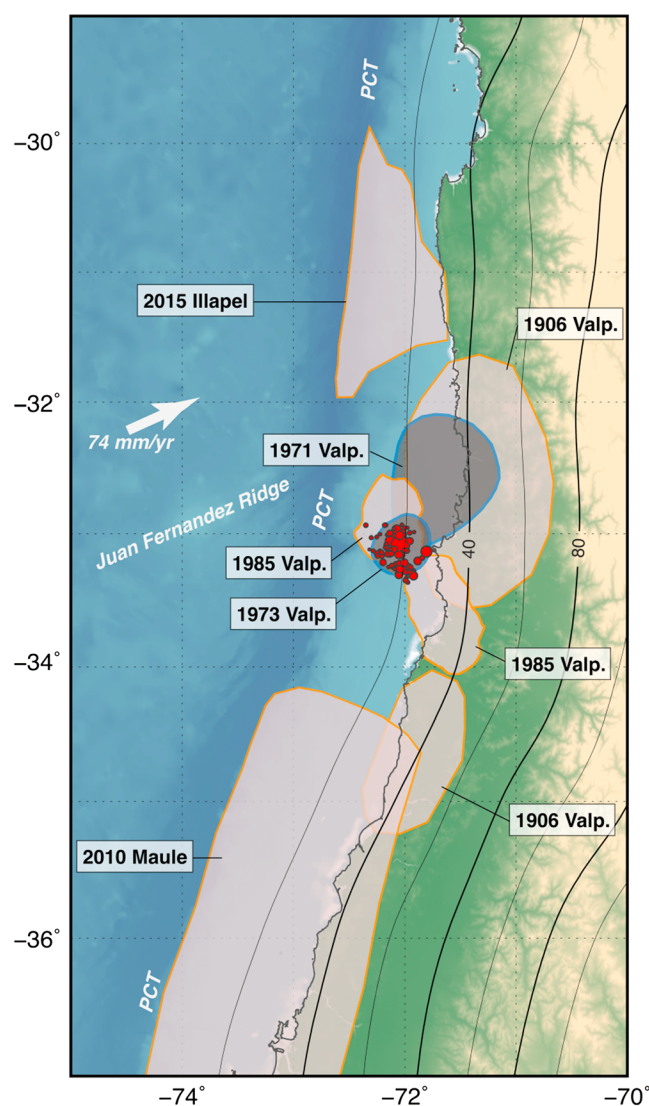 PCT
−30°
2015 Illapel
1906 Valp.
−32°
74 mm/yr
1971 Valp.
Juan Fernandez Ridge
PCT
40
80
1985 Valp.
1973 Valp.
−34°
1985 Valp.
1906 Valp.
2010 Maule
−36°
PCT
−74°
−72°
−70°